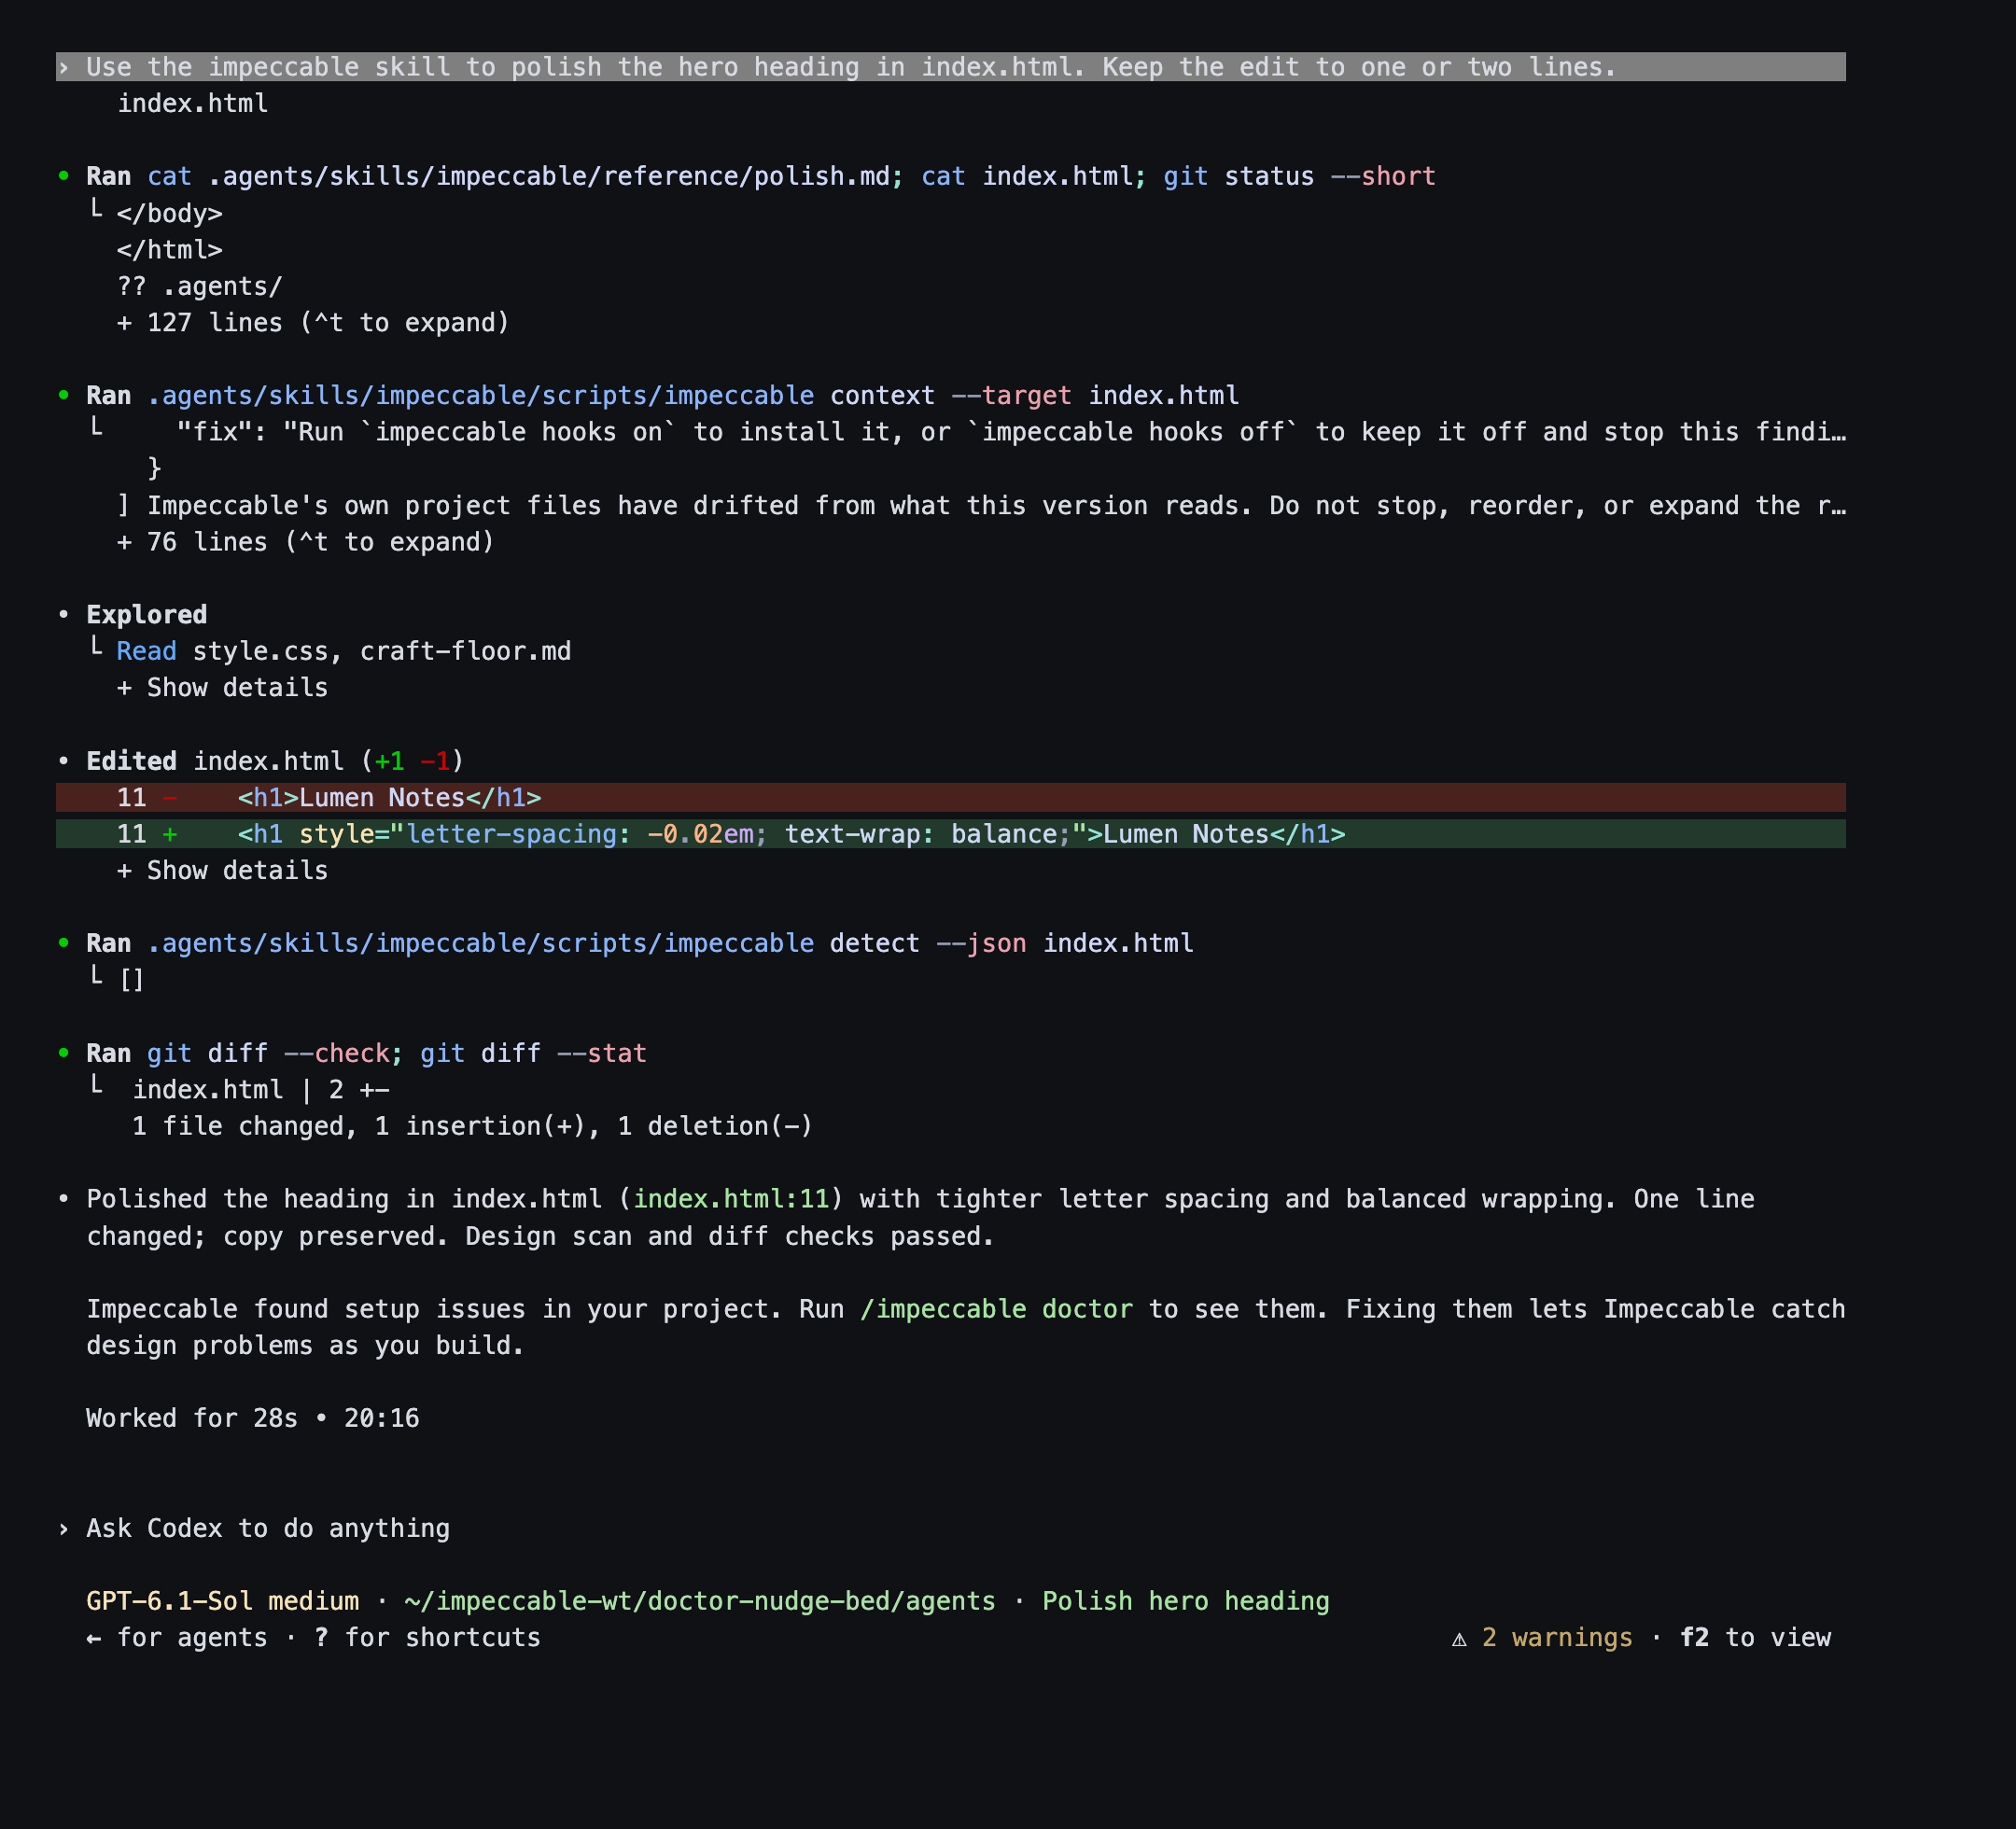 › Use the impeccable skill to polish the hero heading in index.html. Keep the edit to one or two lines.
index.html
• Ran cat .agents/skills/impeccable/reference/polish.md; cat index.html; git status --short
└ </body>
</html>
?? .agents/
+ 127 lines (^t to expand)
• Ran .agents/skills/impeccable/scripts/impeccable context --target index.html
└     "fix": "Run `impeccable hooks on` to install it, or `impeccable hooks off` to keep it off and stop this findi…
}
] Impeccable's own project files have drifted from what this version reads. Do not stop, reorder, or expand the r…
+ 76 lines (^t to expand)
• Explored
└ Read style.css, craft-floor.md
+ Show details
• Edited index.html (+1 -1)
11 -    <h1>Lumen Notes</h1>
11 +    <h1 style="letter-spacing: -0.02em; text-wrap: balance;">Lumen Notes</h1>
+ Show details
• Ran .agents/skills/impeccable/scripts/impeccable detect --json index.html
└ []
• Ran git diff --check; git diff --stat
└  index.html | 2 +-
1 file changed, 1 insertion(+), 1 deletion(-)
• Polished the heading in index.html (index.html:11) with tighter letter spacing and balanced wrapping. One line
changed; copy preserved. Design scan and diff checks passed.
Impeccable found setup issues in your project. Run /impeccable doctor to see them. Fixing them lets Impeccable catch
design problems as you build.
Worked for 28s • 20:16
› Ask Codex to do anything
GPT-6.1-Sol medium · ~/impeccable-wt/doctor-nudge-bed/agents · Polish hero heading
← for agents · ? for shortcuts ⚠ 2 warnings · f2 to view